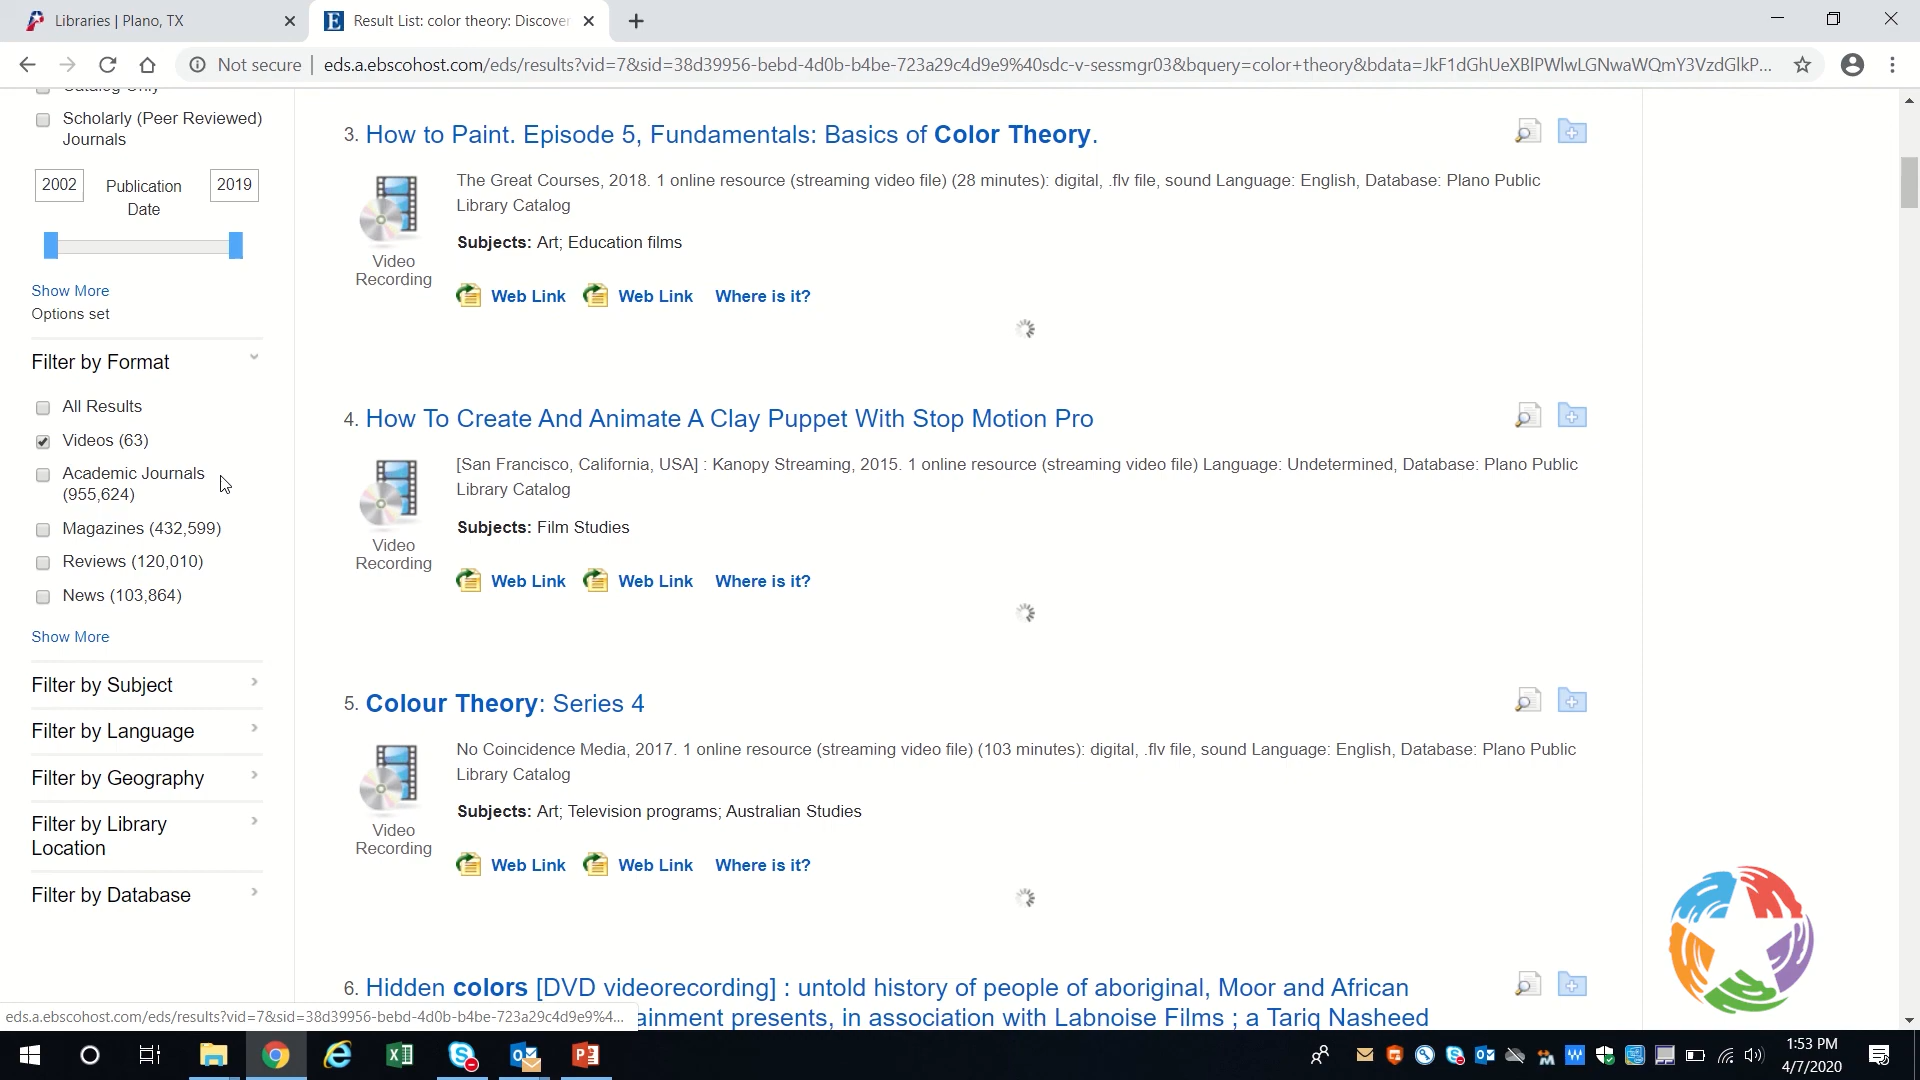 Libraries | Plano, TX
Result List: color theory: Discover
Not secure
eds.a.ebscohost.com/eds/results?vid=7&sid=38d39956-bebd-4d0b-b4be-723a29c4d9e9%40sdc-v-sessmgr03&bquery=color+theory&bdata=JkF1dGhUeXBlPWlwLGNwaWQmY3VzdGlkP...
Catalog Only
Scholarly (Peer Reviewed)
Journals
2002
Publication
Date
2019
Show More
Options set
Filter by Format
All Results
Videos (63)
Academic Journals
(955,624)
Magazines (432,599)
Reviews (120,010)
News (103,864)
Show More
Filter by Subject
Filter by Language
Filter by Geography
Filter by Library
Location
Filter by Database
3. How to Paint. Episode 5, Fundamentals: Basics of Color Theory.
The Great Courses, 2018. 1 online resource (streaming video file) (28 minutes): digital, .flv file, sound Language: English, Database: Plano Public
Library Catalog
Subjects: Art; Education films
Video
Recording
Web Link Web Link Where is it?
4. How To Create And Animate A Clay Puppet With Stop Motion Pro
[San Francisco, California, USA] : Kanopy Streaming, 2015. 1 online resource (streaming video file) Language: Undetermined, Database: Plano Public
Library Catalog
Subjects: Film Studies
Video
Recording
Web Link Web Link Where is it?
5. Colour Theory: Series 4
No Coincidence Media, 2017. 1 online resource (streaming video file) (103 minutes): digital, .flv file, sound Language: English, Database: Plano Public
Library Catalog
Subjects: Art; Television programs; Australian Studies
Video
Recording
Web Link Web Link Where is it?
6. Hidden colors [DVD videorecording] : untold history of people of aboriginal, Moor and African
ainment presents, in association with Labnoise Films ; a Tariq Nasheed
eds.a.ebscohost.com/eds/results?vid=7&sid=38d39956-bebd-4d0b-b4be-723a29c4d9e9%4...
1:53 PM
4/7/2020